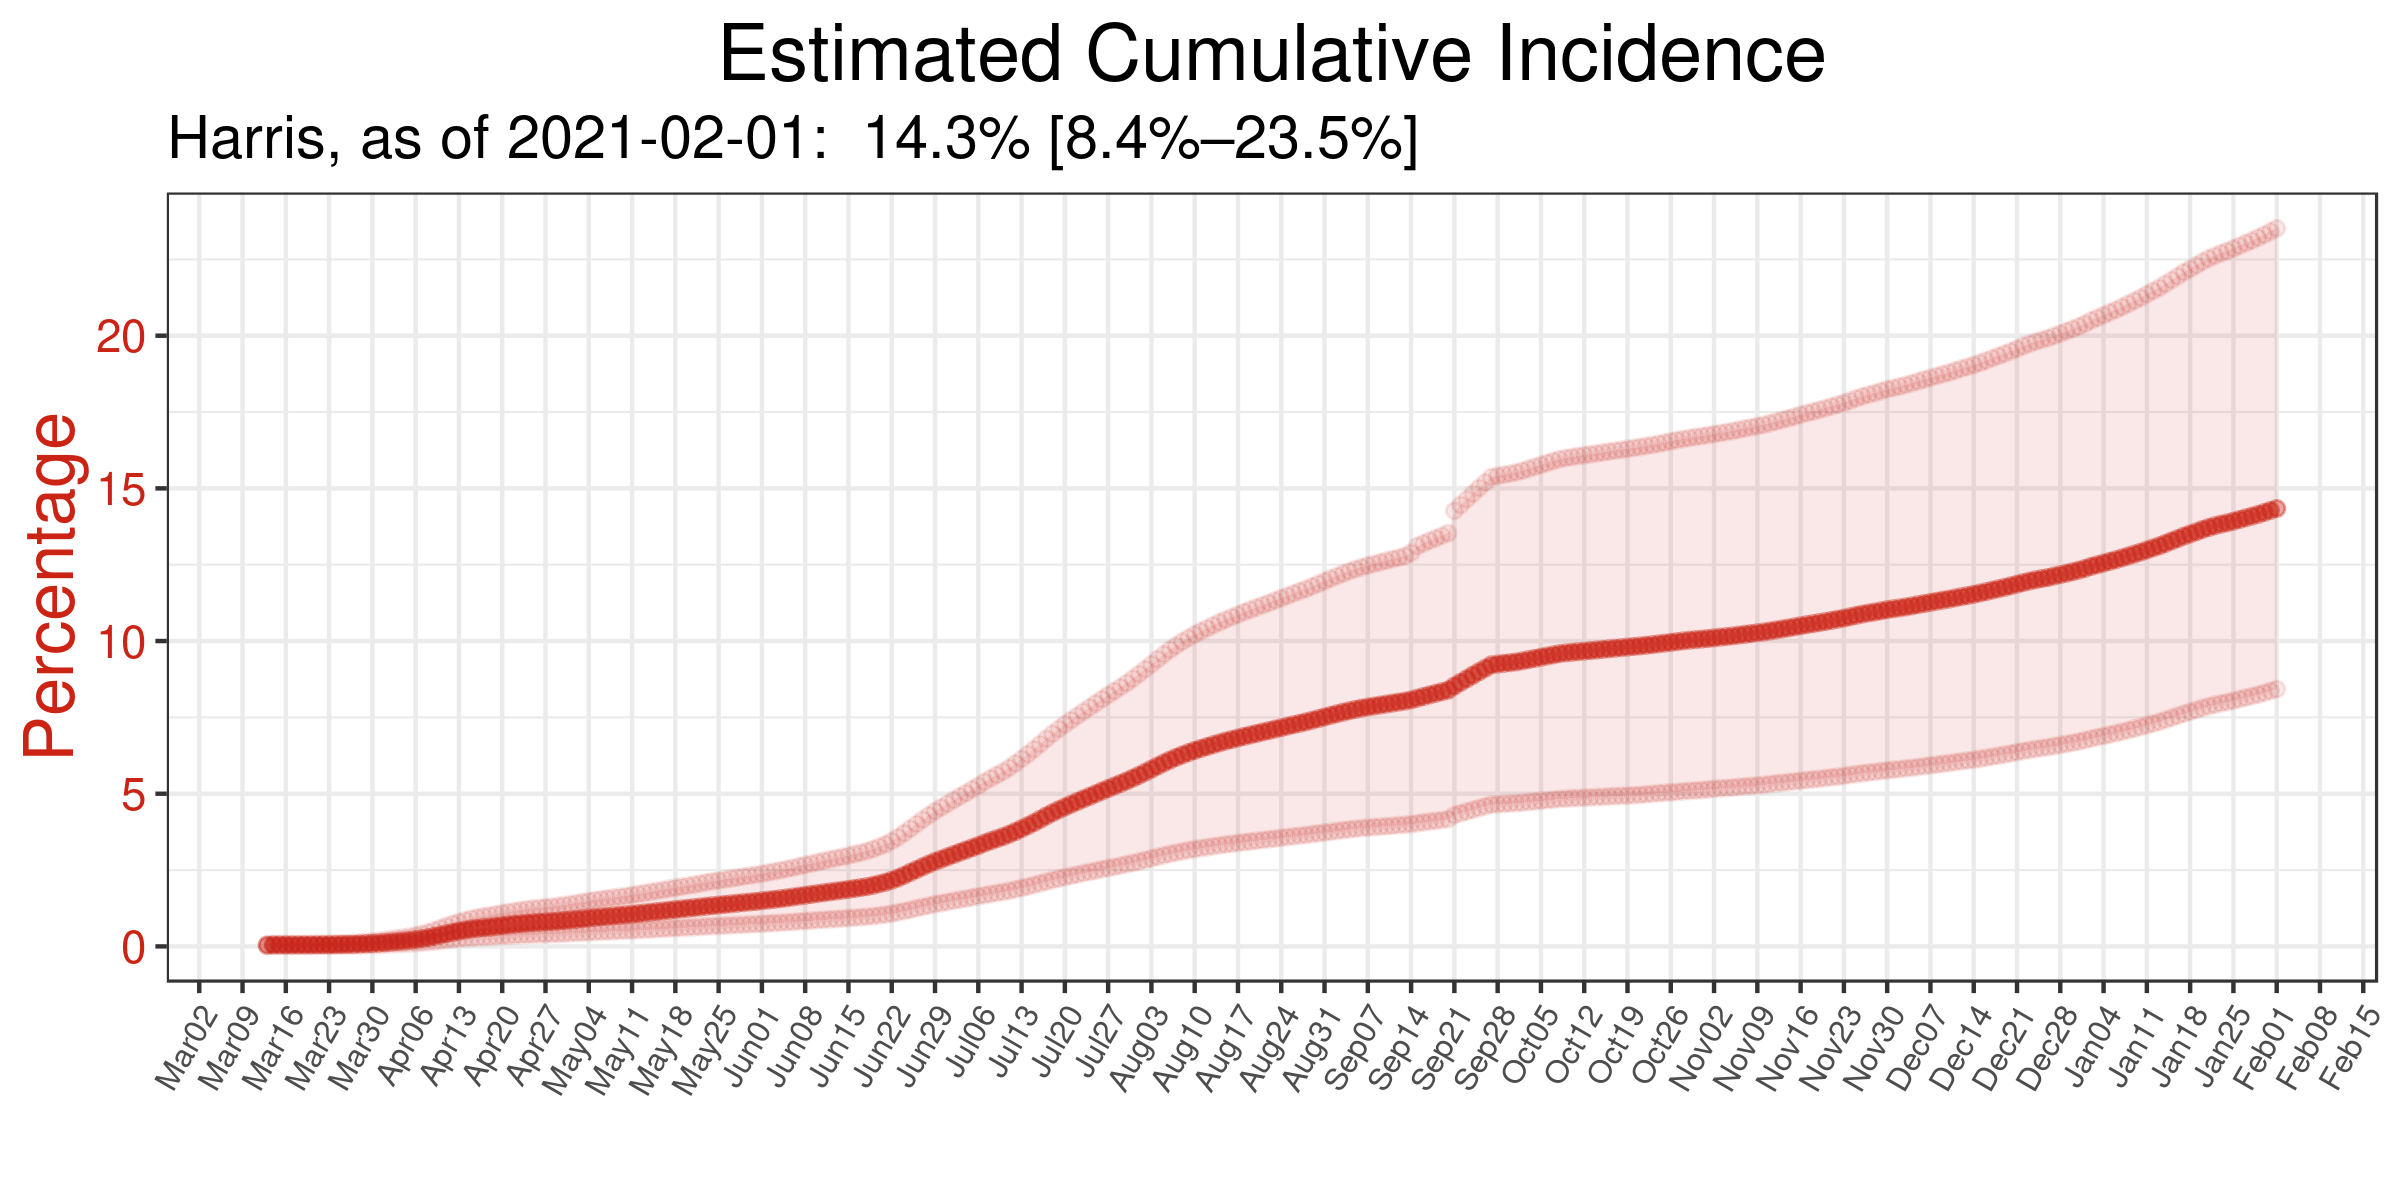 Estimated Cumulative Incidence
Harris, as of 2021-02-01:  14.3% [8.4%–23.5%]
Percentage
20
15
10
5
0
Mar02 Mar09 Mar16 Mar23 Mar30 Apr06 Apr13 Apr20 Apr27 May04 May11 May18 May25 Jun01 Jun08 Jun15 Jun22 Jun29 Jul06 Jul13 Jul20 Jul27 Aug03 Aug10 Aug17 Aug24 Aug31 Sep07 Sep14 Sep21 Sep28 Oct05 Oct12 Oct19 Oct26 Nov02 Nov09 Nov16 Nov23 Nov30 Dec07 Dec14 Dec21 Dec28 Jan04 Jan11 Jan18 Jan25 Feb01 Feb08 Feb15